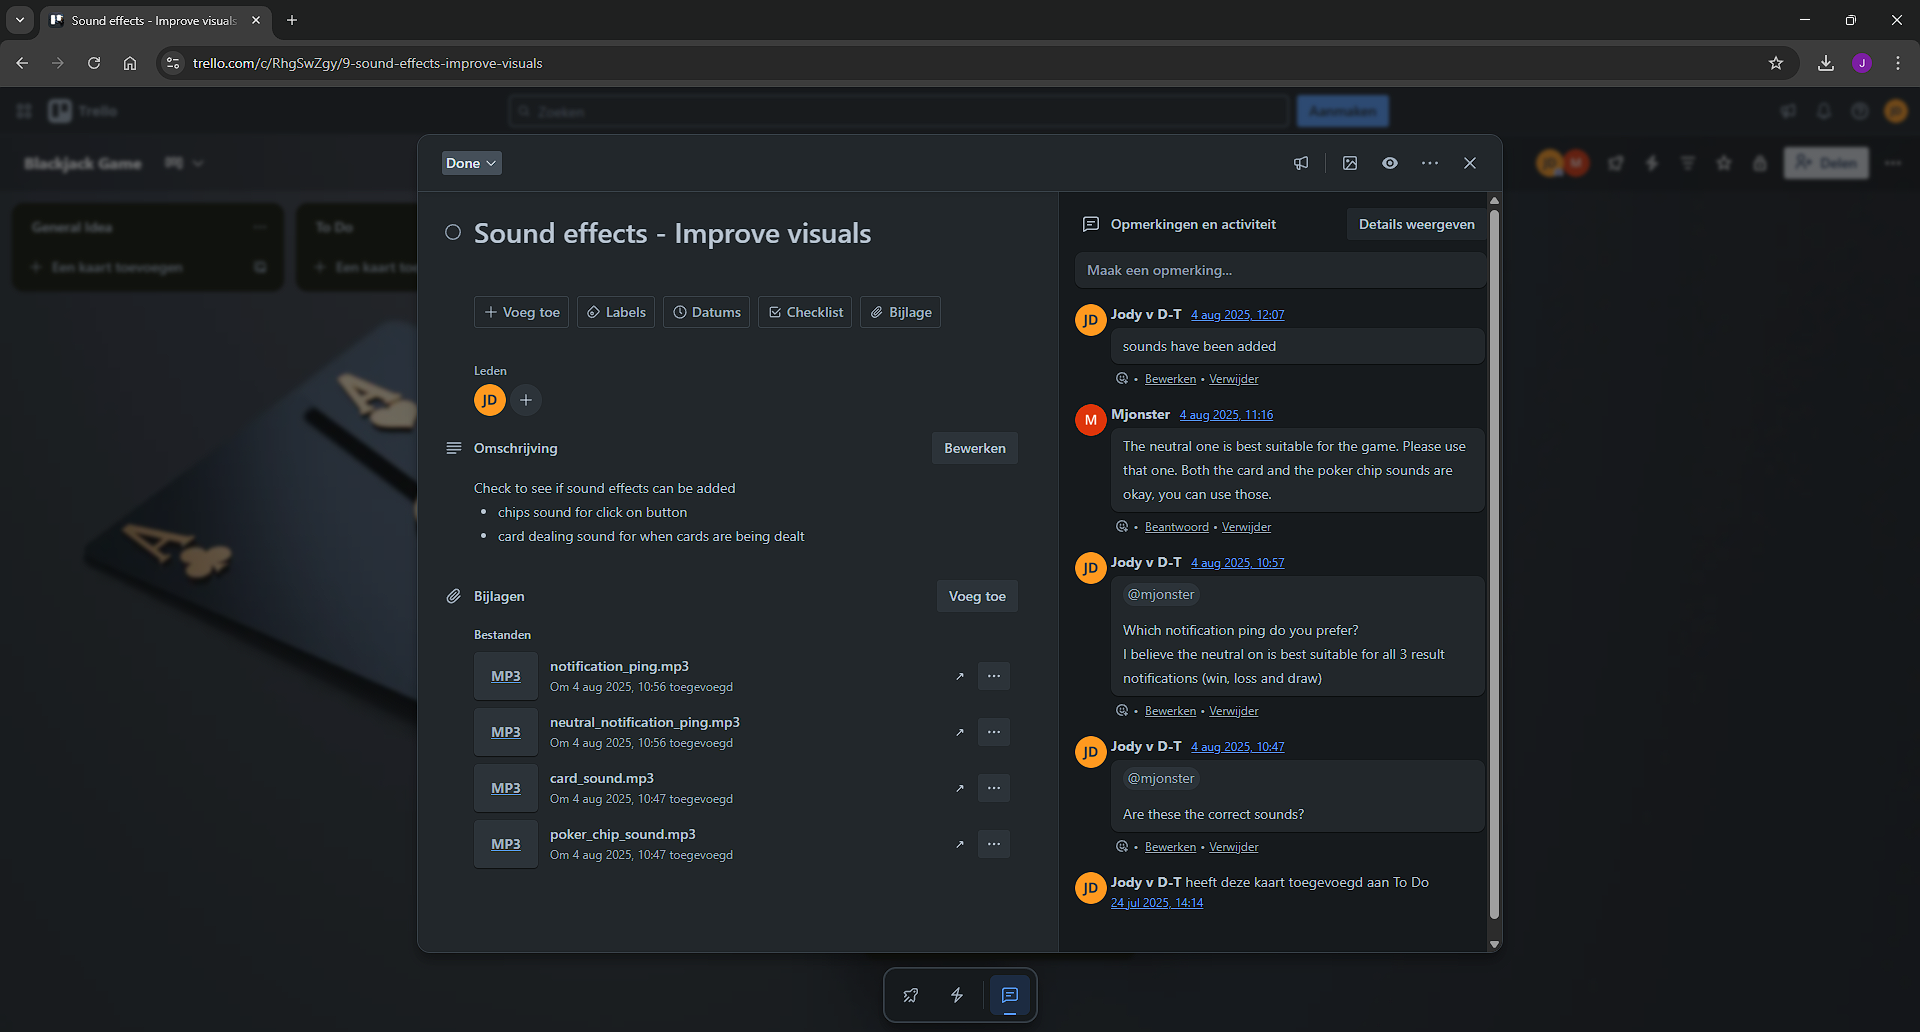 Sound effects - Improve visuals
trello.com/c/RhgSwZgy/9-sound-effects-improve-visuals
J
Trello
Zoeken
Aanmaken
Blackjack Game
M
Delen
General Idea
Een kaart toevoegen
To Do
Een kaart toe
Done
Sound effects - Improve visuals
Voeg toe
Labels
Datums
Checklist
Bijlage
Leden
JD
Omschrijving
Bewerken
Check to see if sound effects can be added
• chips sound for click on button
• card dealing sound for when cards are being dealt
Bijlagen
Voeg toe
Bestanden
MP3
notification_ping.mp3
Om 4 aug 2025, 10:56 toegevoegd
MP3
neutral_notification_ping.mp3
Om 4 aug 2025, 10:56 toegevoegd
MP3
card_sound.mp3
Om 4 aug 2025, 10:47 toegevoegd
MP3
poker_chip_sound.mp3
Om 4 aug 2025, 10:47 toegevoegd
Opmerkingen en activiteit
Details weergeven
Maak een opmerking...
JD
Jody v D-T 4 aug 2025, 12:07
sounds have been added
• Bewerken • Verwijder
M
Mjonster 4 aug 2025, 11:16
The neutral one is best suitable for the game. Please use
that one. Both the card and the poker chip sounds are
okay, you can use those.
• Beantwoord • Verwijder
JD
Jody v D-T 4 aug 2025, 10:57
@mjonster
Which notification ping do you prefer?
I believe the neutral on is best suitable for all 3 result
notifications (win, loss and draw)
• Bewerken • Verwijder
JD
Jody v D-T 4 aug 2025, 10:47
@mjonster
Are these the correct sounds?
• Bewerken • Verwijder
JD
Jody v D-T heeft deze kaart toegevoegd aan To Do
24 jul 2025, 14:14
A
A